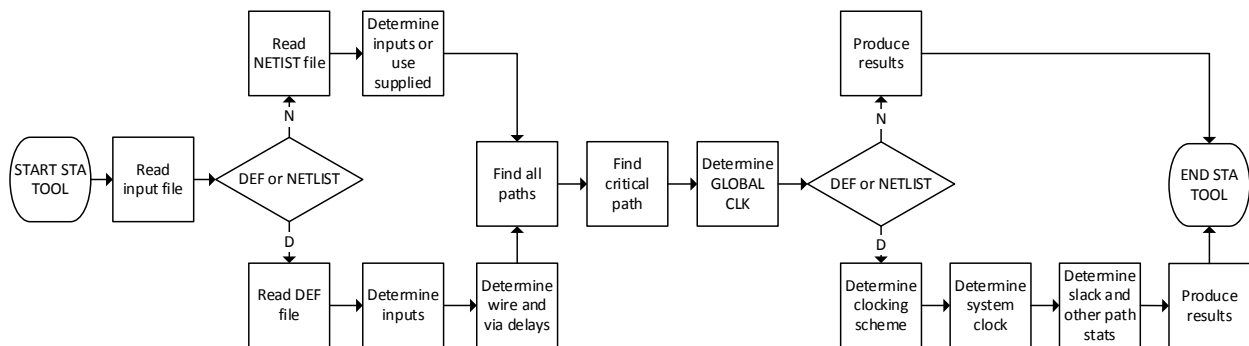 START STA
TOOL
Read
input file
DEF or NETLIST
N
Read
NETIST file
Determine
inputs or
use
supplied
D
Read DEF
file
Determine
inputs
Determine
wire and
via delays
Find all
paths
Find
critical
path
Determine
GLOBAL
CLK
DEF or NETLIST
N
Produce
results
D
Determine
clocking
scheme
Determine
system
clock
Determine
slack and
other path
stats
Produce
results
END STA
TOOL